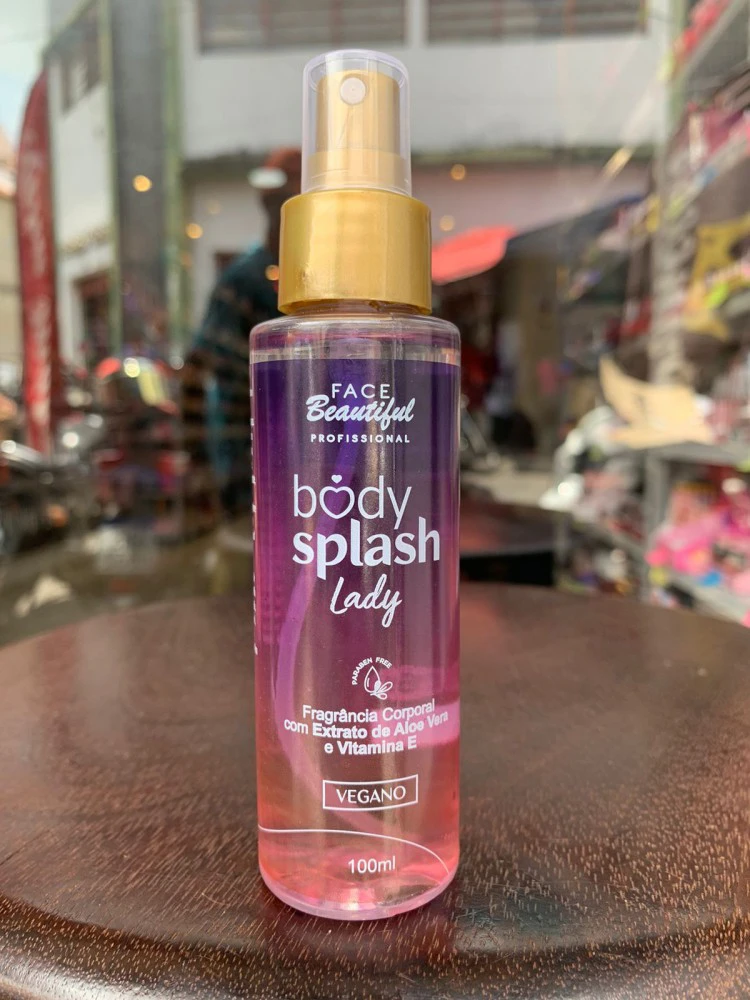 FACE
Beautiful
PROFISSIONAL
body
splash
Lady
PARABEN FREE
Fragrância Corporal
com Extrato de Aloe Vera
e Vitamina E
VEGANO
100ml